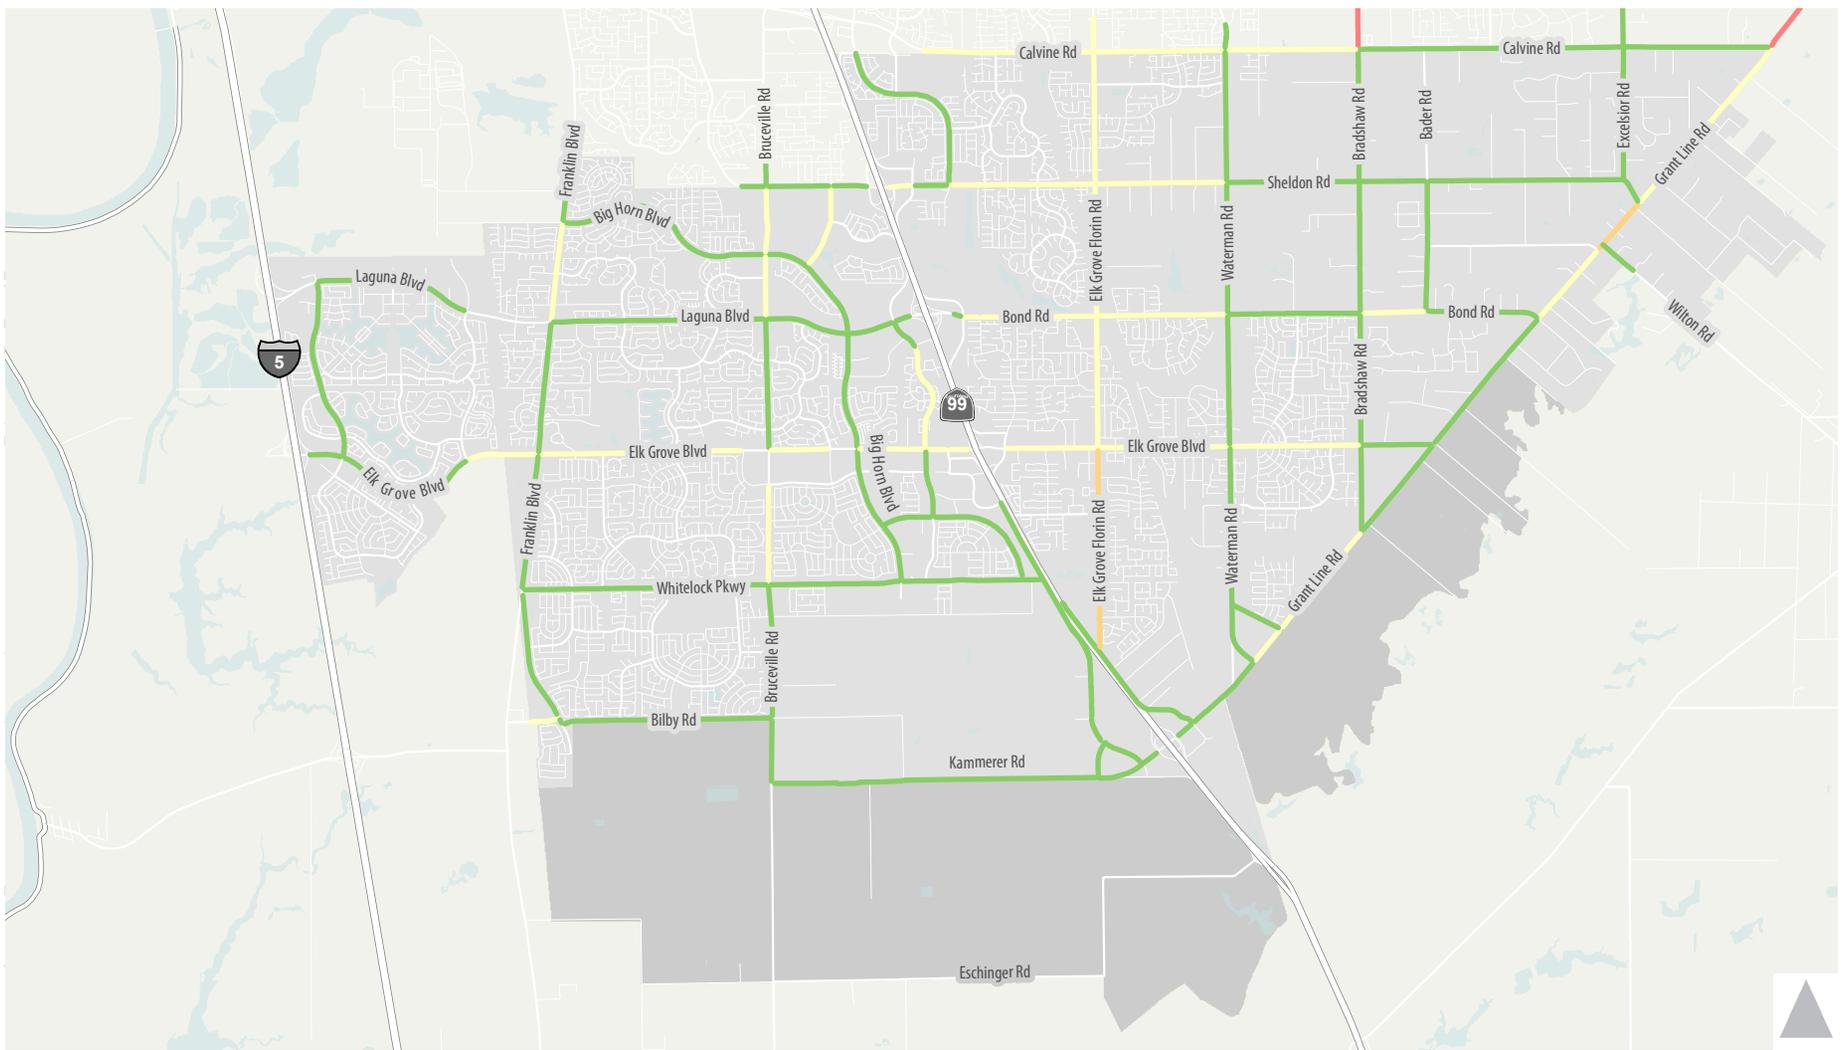 Calvine Rd
Calvine Rd
Bruceville Rd
Bradshaw Rd
Bader Rd
Excelsior Rd
Franklin Blvd
Grant Line Rd
Sheldon Rd
Big Horn Blvd
Elk Grove Florin Rd
Waterman Rd
Laguna Blvd
Laguna Blvd
Bond Rd
Bond Rd
Wilton Rd
5
Bradshaw Rd
99
Elk Grove Blvd
Elk Grove Blvd
Big Horn Blvd
Elk Grove Blvd
Franklin Blvd
Elk Grove Florin Rd
Waterman Rd
Grant Line Rd
Whitelock Pkwy
Bruceville Rd
Bilby Rd
Kammerer Rd
Eschinger Rd